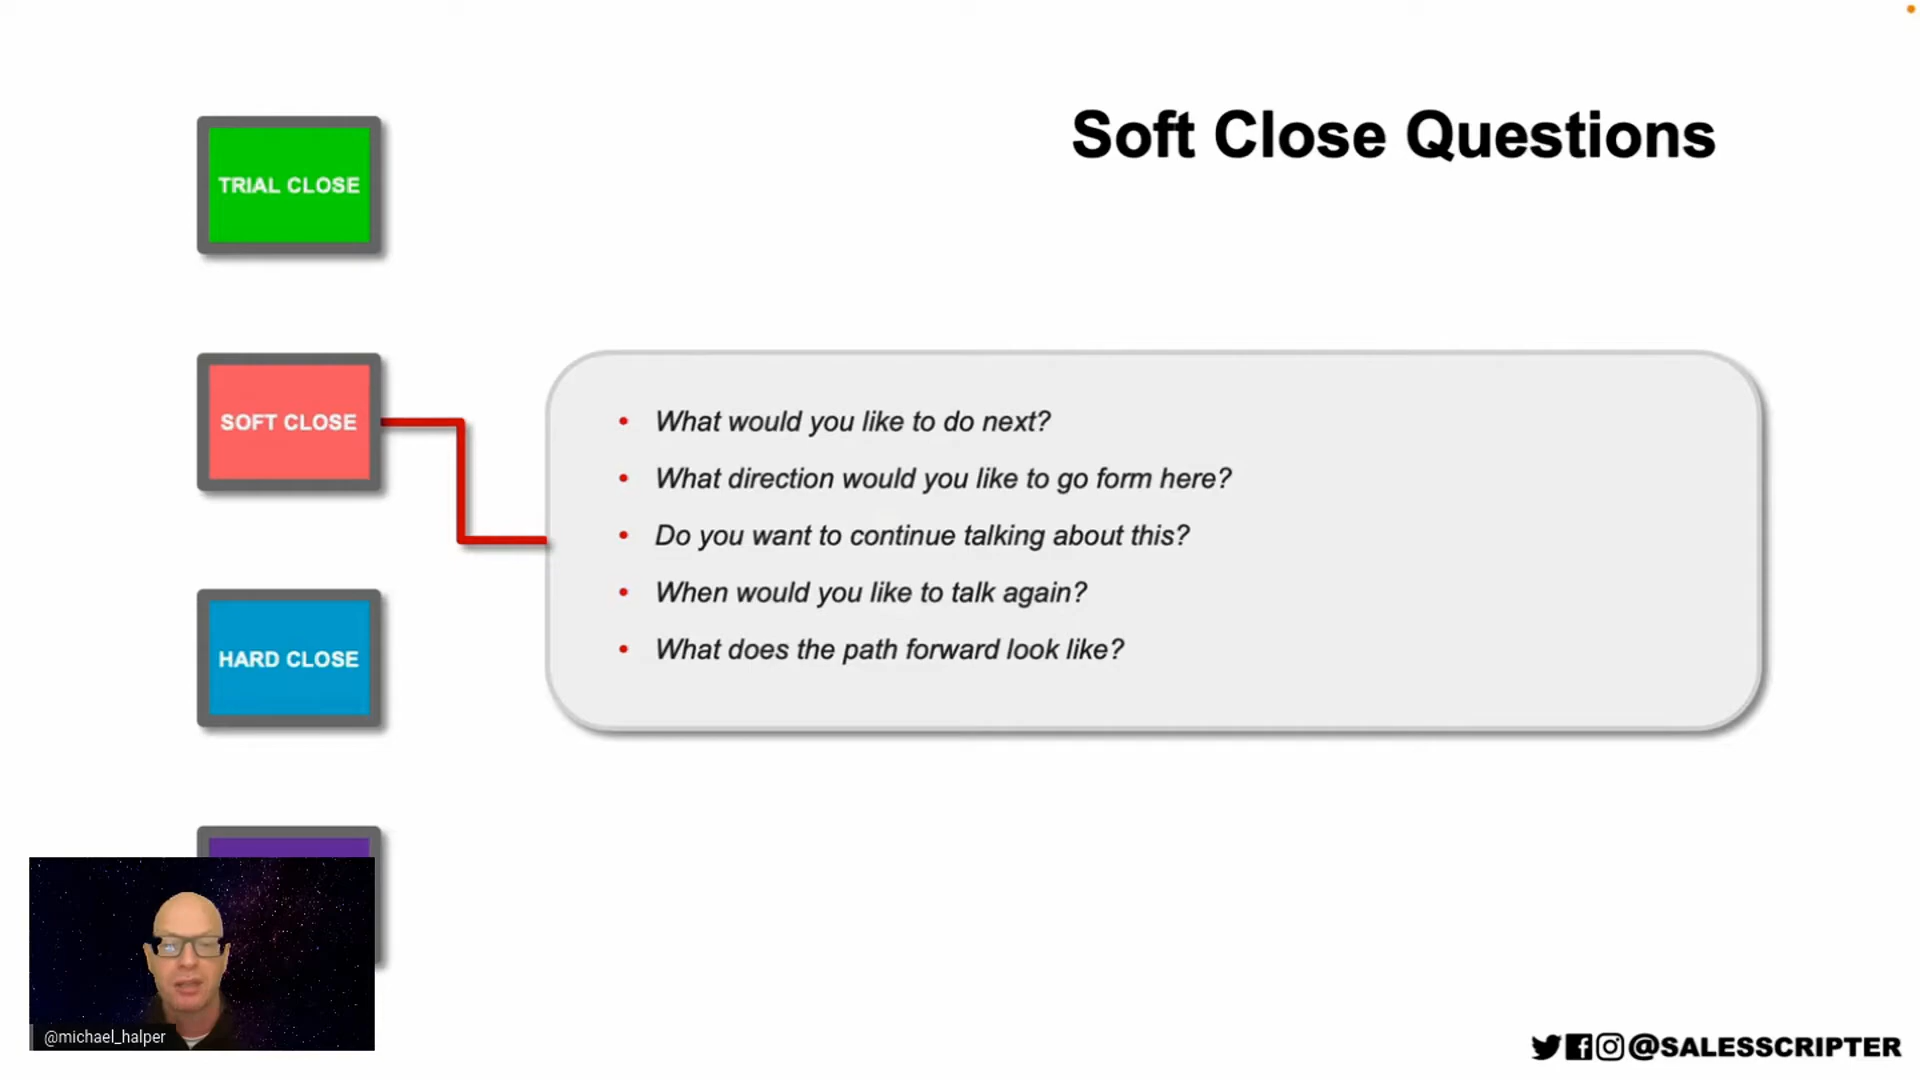 Soft Close Questions
TRIAL CLOSE
SOFT CLOSE
HARD CLOSE
• What would you like to do next?
• What direction would you like to go form here?
• Do you want to continue talking about this?
• When would you like to talk again?
• What does the path forward look like?
@michael_halper
@SALESSCRIPTER